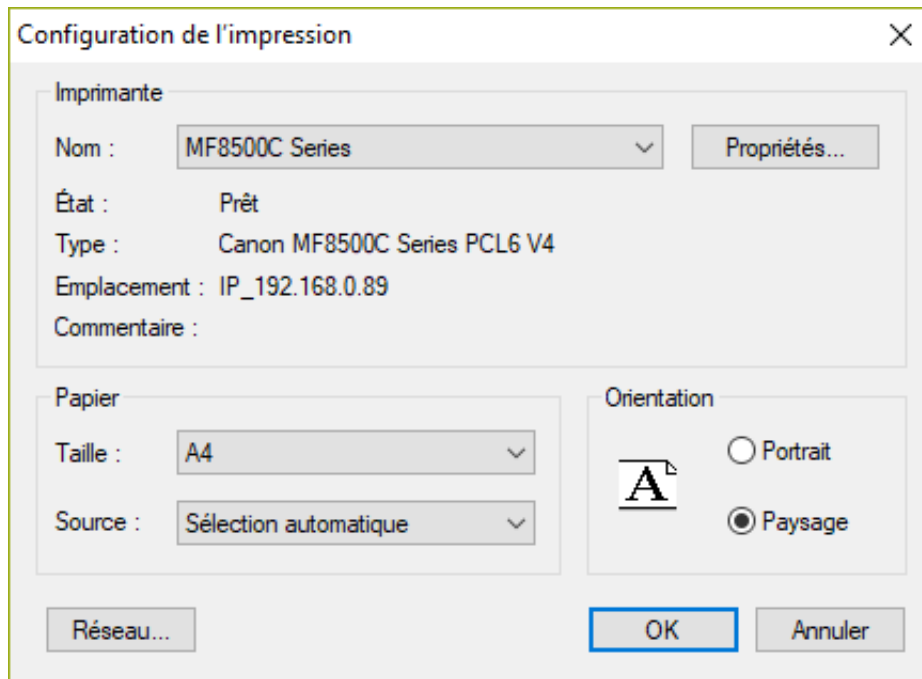 Configuration de l'impression
Imprimante
Nom : MF8500C Series Propriétés...
État : Prêt
Type : Canon MF8500C Series PCL6 V4
Emplacement : IP_192.168.0.89
Commentaire :
Papier
Taille : A4
Source : Sélection automatique
Orientation
A
Portrait
Paysage
Réseau... OK Annuler